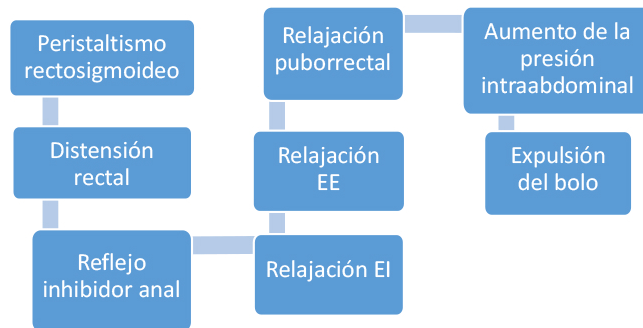 Peristaltismo
rectosigmoideo
Distensión
rectal
Reflejo
inhibidor anal
Relajación EI
Relajación
EE
Relajación
puborrectal
Aumento de la
presión
intraabdominal
Expulsión
del bolo